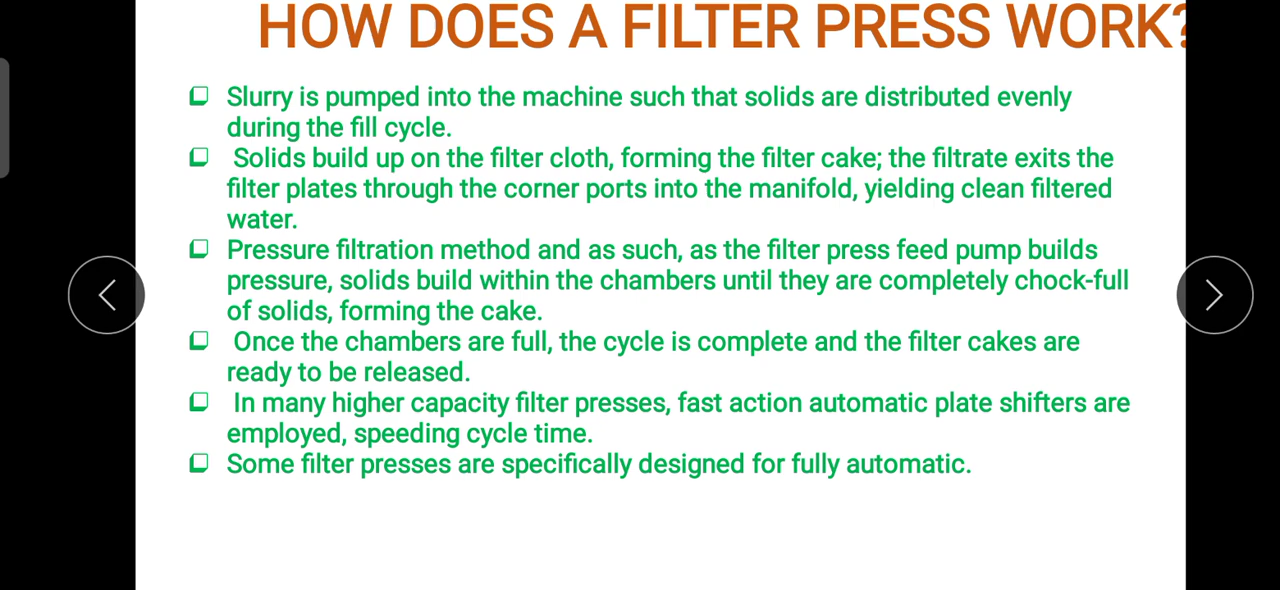 HOW DOES A FILTER PRESS WORK?
❑ Slurry is pumped into the machine such that solids are distributed evenly
during the fill cycle.
❑ Solids build up on the filter cloth, forming the filter cake; the filtrate exits the
filter plates through the corner ports into the manifold, yielding clean filtered
water.
❑ Pressure filtration method and as such, as the filter press feed pump builds
pressure, solids build within the chambers until they are completely chock-full
of solids, forming the cake.
❑ Once the chambers are full, the cycle is complete and the filter cakes are
ready to be released.
❑ In many higher capacity filter presses, fast action automatic plate shifters are
employed, speeding cycle time.
❑ Some filter presses are specifically designed for fully automatic.